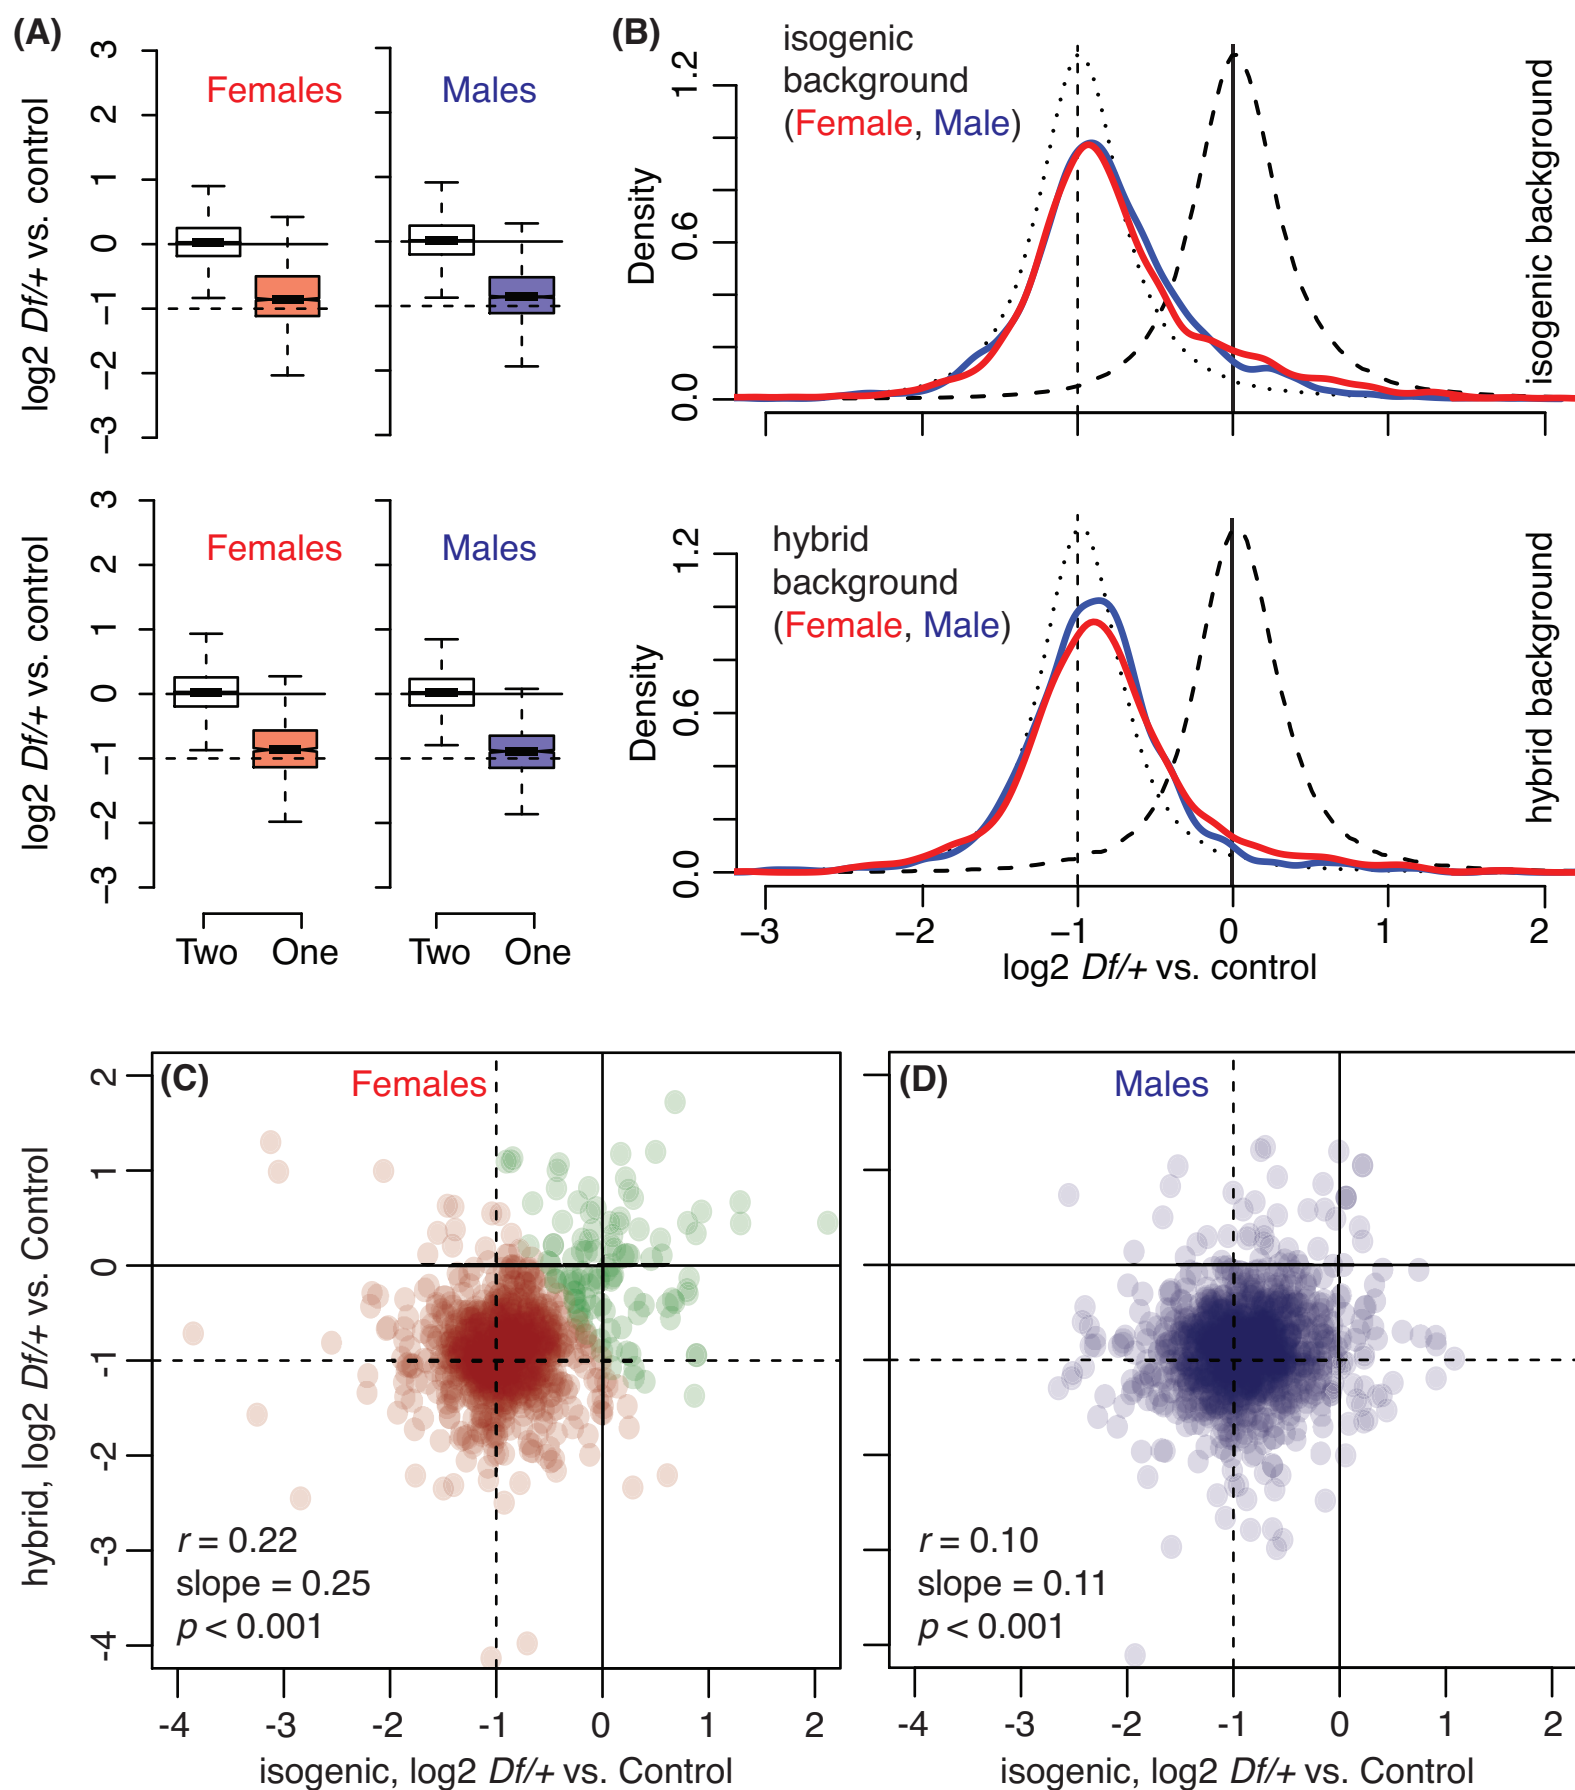 (A)
Females
Males
log2 Df/+ vs. control
3
2
1
0
−1
−2
−3
Females
Males
log2 Df/+ vs. control
3
2
1
0
−1
−2
−3
Two
One
Two
One
(B)
isogenic
background
(Female, Male)
Density
1.2
0.6
0.0
isogenic background
hybrid
background
(Female, Male)
Density
1.2
0.6
0.0
hybrid background
−3
−2
−1
0
1
2
log2 Df/+ vs. control
(C)
Females
hybrid, log2 Df/+ vs. Control
2
1
0
-1
-2
-3
-4
r = 0.22
slope = 0.25
p < 0.001
-4
-3
-2
-1
0
1
2
isogenic, log2 Df/+ vs. Control
(D)
Males
r = 0.10
slope = 0.11
p < 0.001
-4
-3
-2
-1
0
1
2
isogenic, log2 Df/+ vs. Control